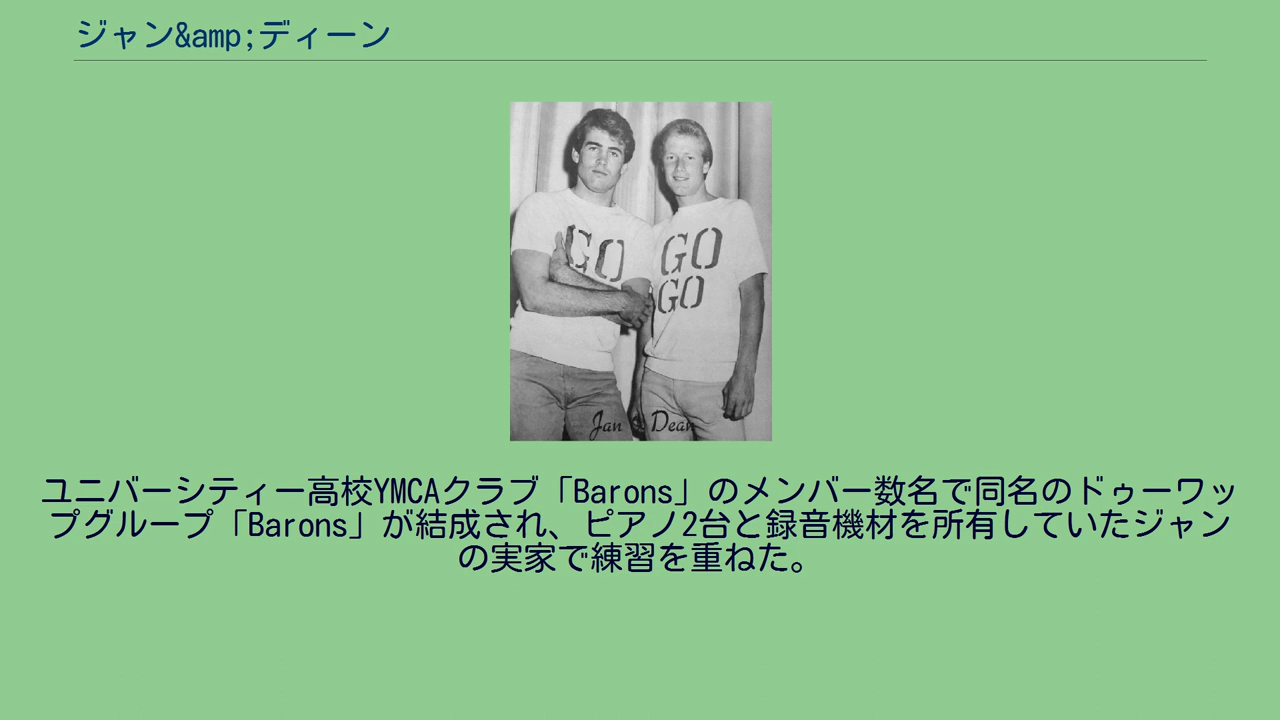 ジャン&amp;ディーン
GO GO
GO
Jan & Dean
ユニバーシティー高校YMCAクラブ「Barons」のメンバー数名で同名のドゥーワッ
プグループ「Barons」が結成され、ピアノ2台と録音機材を所有していたジャン
の実家で練習を重ねた。